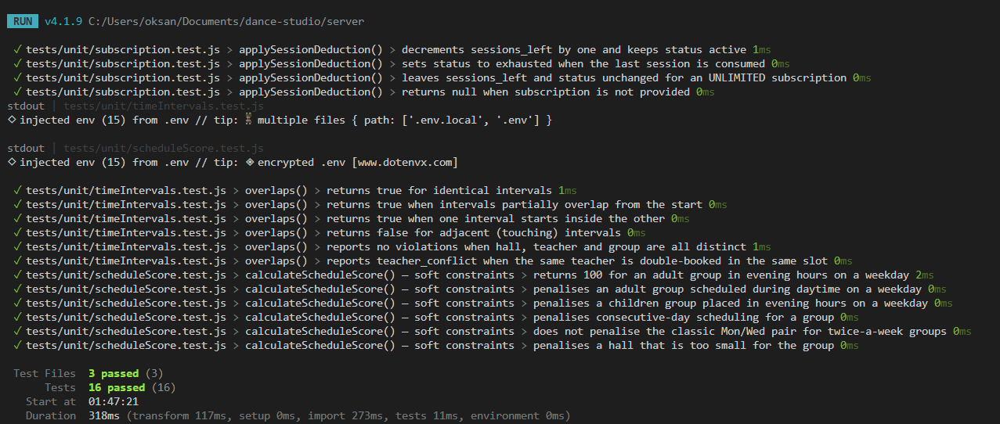 RUN v4.1.9 C:/Users/oksan/Documents/dance-studio/server
✓ tests/unit/subscription.test.js > applySessionDeduction() > decrements sessions_left by one and keeps status active 1ms
✓ tests/unit/subscription.test.js > applySessionDeduction() > sets status to exhausted when the last session is consumed 0ms
✓ tests/unit/subscription.test.js > applySessionDeduction() > leaves sessions_left and status unchanged for an UNLIMITED subscription 0ms
✓ tests/unit/subscription.test.js > applySessionDeduction() > returns null when subscription is not provided 0ms
stdout | tests/unit/timeIntervals.test.js
◇ injected env (15) from .env // tip: ⌘ multiple files { path: ['.env.local', '.env'] }
stdout | tests/unit/scheduleScore.test.js
◇ injected env (15) from .env // tip: ◈ encrypted .env [www.dotenvx.com]
✓ tests/unit/timeIntervals.test.js > overlaps() > returns true for identical intervals 1ms
✓ tests/unit/timeIntervals.test.js > overlaps() > returns true when intervals partially overlap from the start 0ms
✓ tests/unit/timeIntervals.test.js > overlaps() > returns true when one interval starts inside the other 0ms
✓ tests/unit/timeIntervals.test.js > overlaps() > returns false for adjacent (touching) intervals 0ms
✓ tests/unit/timeIntervals.test.js > overlaps() > reports no violations when hall, teacher and group are all distinct 1ms
✓ tests/unit/timeIntervals.test.js > overlaps() > reports teacher_conflict when the same teacher is double-booked in the same slot 0ms
✓ tests/unit/scheduleScore.test.js > calculateScheduleScore() — soft constraints > returns 100 for an adult group in evening hours on a weekday 2ms
✓ tests/unit/scheduleScore.test.js > calculateScheduleScore() — soft constraints > penalises an adult group scheduled during daytime on a weekday 0ms
✓ tests/unit/scheduleScore.test.js > calculateScheduleScore() — soft constraints > penalises a children group placed in evening hours on a weekday 0ms
✓ tests/unit/scheduleScore.test.js > calculateScheduleScore() — soft constraints > penalises consecutive-day scheduling for a group 0ms
✓ tests/unit/scheduleScore.test.js > calculateScheduleScore() — soft constraints > does not penalise the classic Mon/Wed pair for twice-a-week groups 0ms
✓ tests/unit/scheduleScore.test.js > calculateScheduleScore() — soft constraints > penalises a hall that is too small for the group 0ms
Test Files 3 passed (3)
Tests 16 passed (16)
Start at 01:47:21
Duration 318ms (transform 117ms, setup 0ms, import 273ms, tests 11ms, environment 0ms)